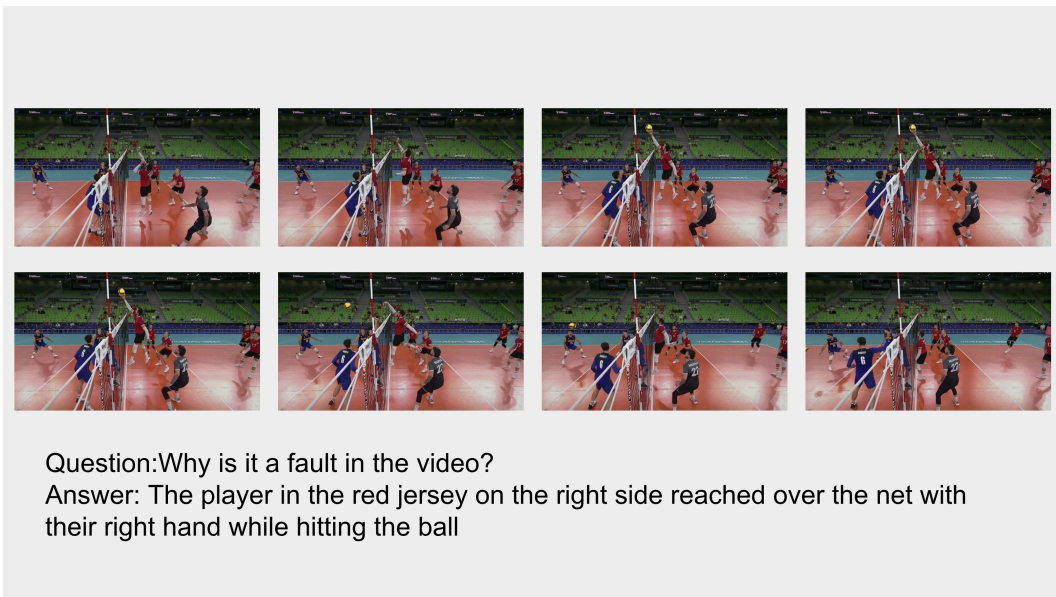 Question:Why is it a fault in the video?
Answer: The player in the red jersey on the right side reached over the net with
their right hand while hitting the ball